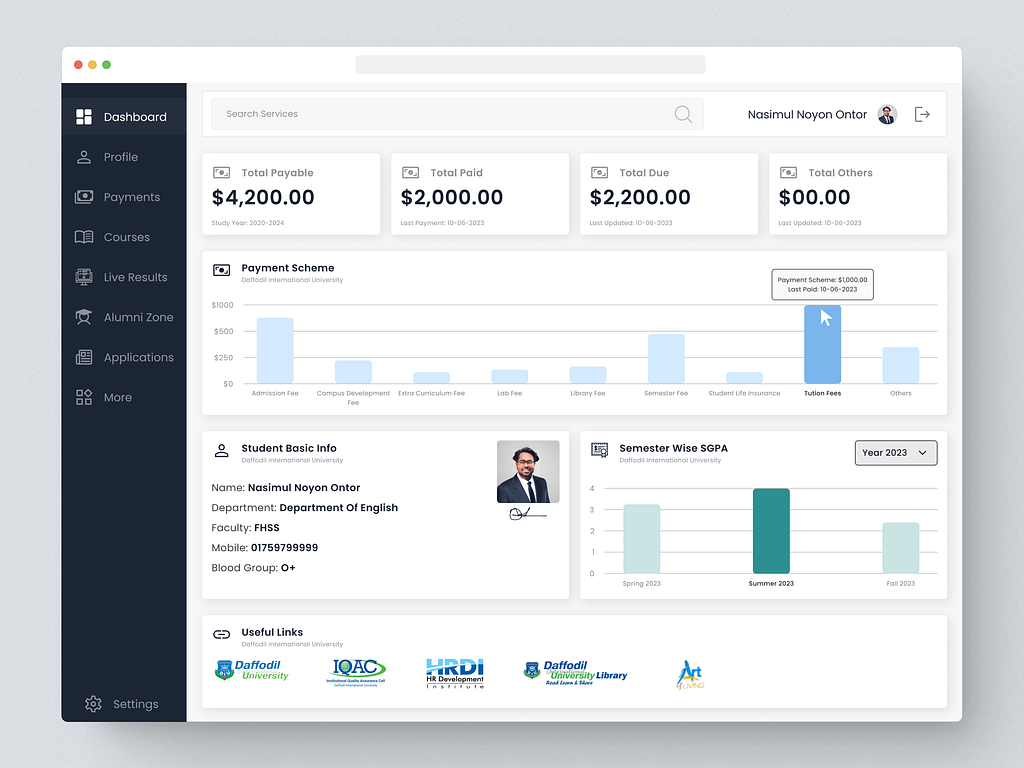 Dashboard
Profile
Payments
Courses
Live Results
Alumni Zone
Applications
More
Settings
Search Services
Nasimul Noyon Ontor
Total Payable
$4,200.00
Study Year: 2020-2024
Total Paid
$2,000.00
Last Payment: 10-06-2023
Total Due
$2,200.00
Last Updated: 10-06-2023
Total Others
$00.00
Last Updated: 10-06-2023
Payment Scheme
Daffodil International University
Payment Scheme: $1,000.00
Last Paid: 10-06-2023
$1000
$500
$250
$0
Admission Fee
Campus Development
Fee
Extra Curriculum Fee
Lab Fee
Library Fee
Semester Fee
Student Life Insurance
Tution Fees
Others
Student Basic Info
Daffodil International University
Name: Nasimul Noyon Ontor
Department: Department Of English
Faculty: FHSS
Mobile: 01759799999
Blood Group: O+
Semester Wise SGPA
Daffodil International University
Year 2023
4
3
2
1
0
Spring 2023
Summer 2023
Fall 2023
Useful Links
Daffodil International University
Daffodil
University
IQAC
Institutional Quality Assurance Cell
Daffodil International University
HRDI
HR Development
Institute
Daffodil
International
University Library
Read Learn & Share
Art
of LIVING